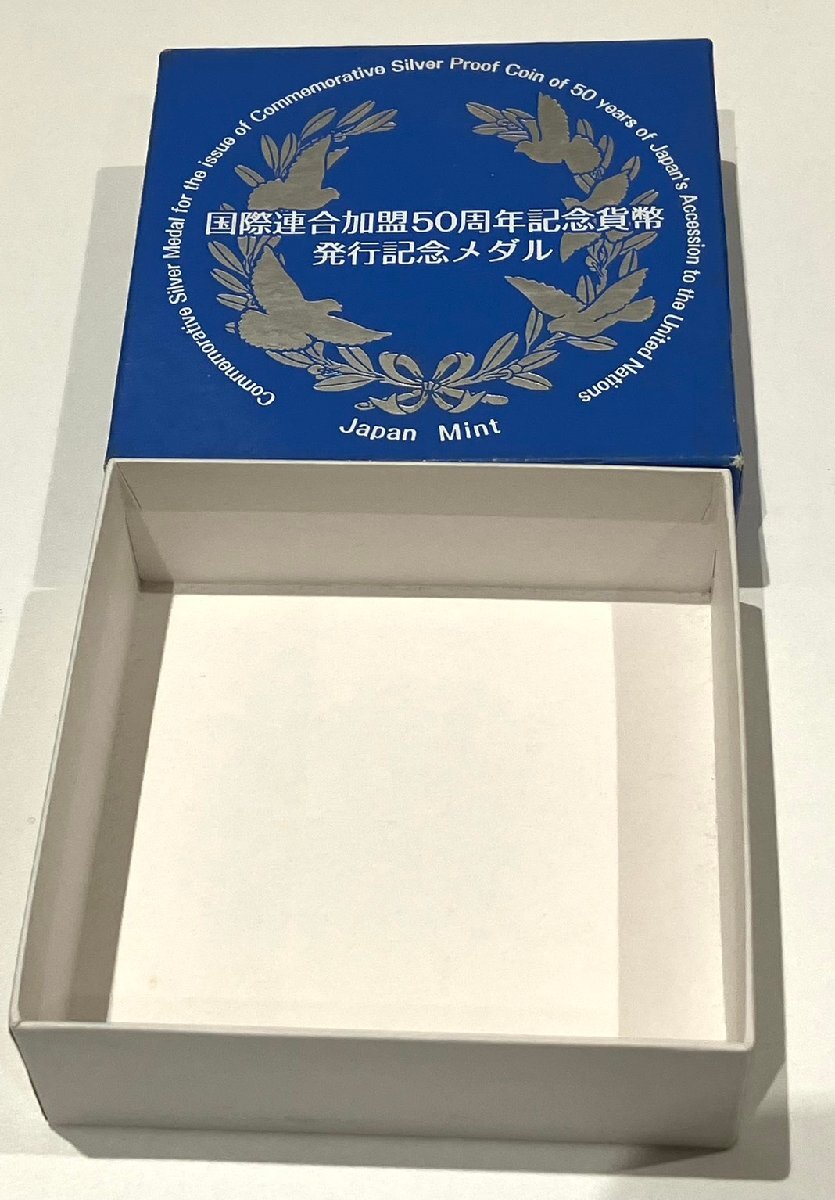 Commemorative Silver Medal for the issue of Commemorative Silver Proof Coin of 50 years of Japan's Accession to the United Nations
国際連合加盟50周年記念貨幣
発行記念メダル
Japan Mint